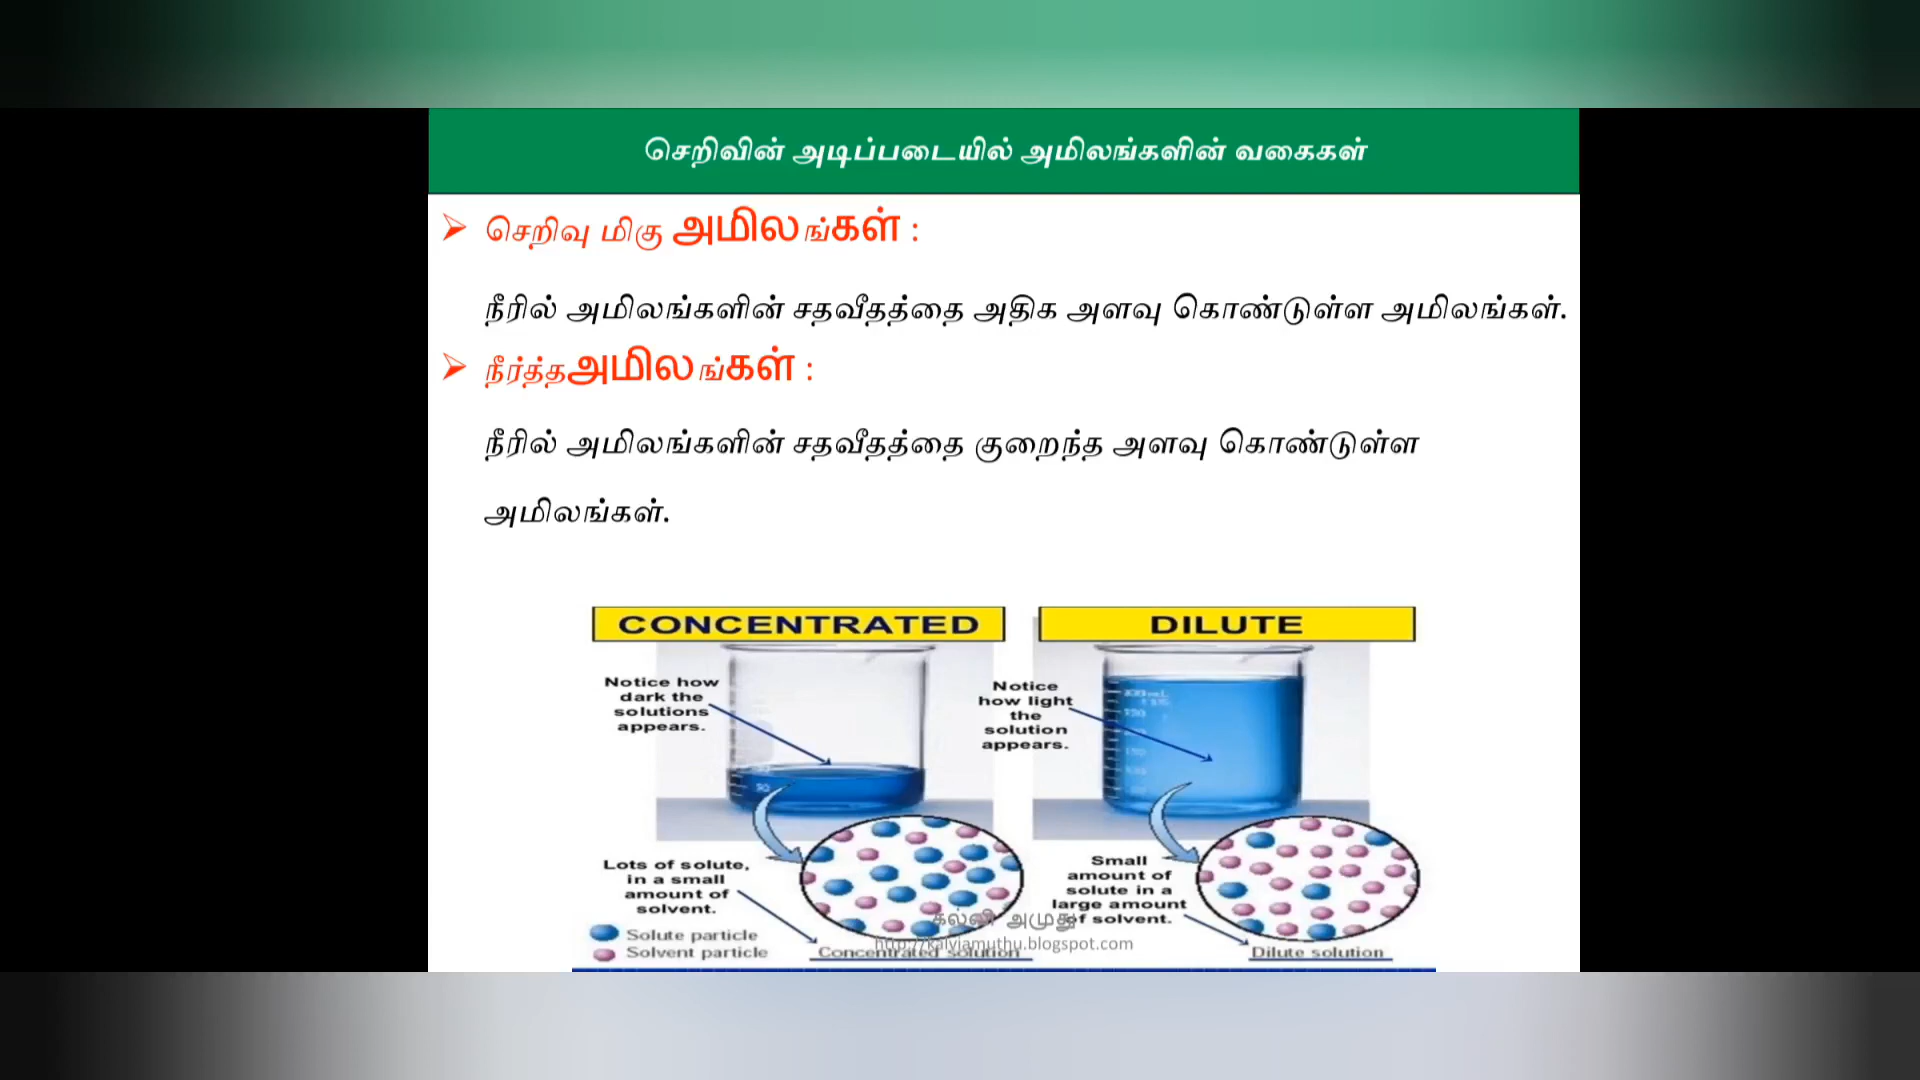 செறிவின் அடிப்படையில் அமிலங்களின் வகைகள்
➢ செறிவு மிகு அமிலங்கள் :
நீரில் அமிலங்களின் சதவீதத்தை அதிக அளவு கொண்டுள்ள அமிலங்கள்.
➢ நீர்த்தஅமிலங்கள் :
நீரில் அமிலங்களின் சதவீதத்தை குறைந்த அளவு கொண்டுள்ள
அமிலங்கள்.
CONCENTRATED
Notice how
dark the
solutions
appears.
Lots of solute,
in a small
amount of
solvent.
Solute particle
Solvent particle
Concentrated solution
DILUTE
Notice
how light
the
solution
appears.
Small
amount of
solute in a
large amount
of solvent.
Dilute solution
கல்வி அமுது
http://kalviamuthu.blogspot.com